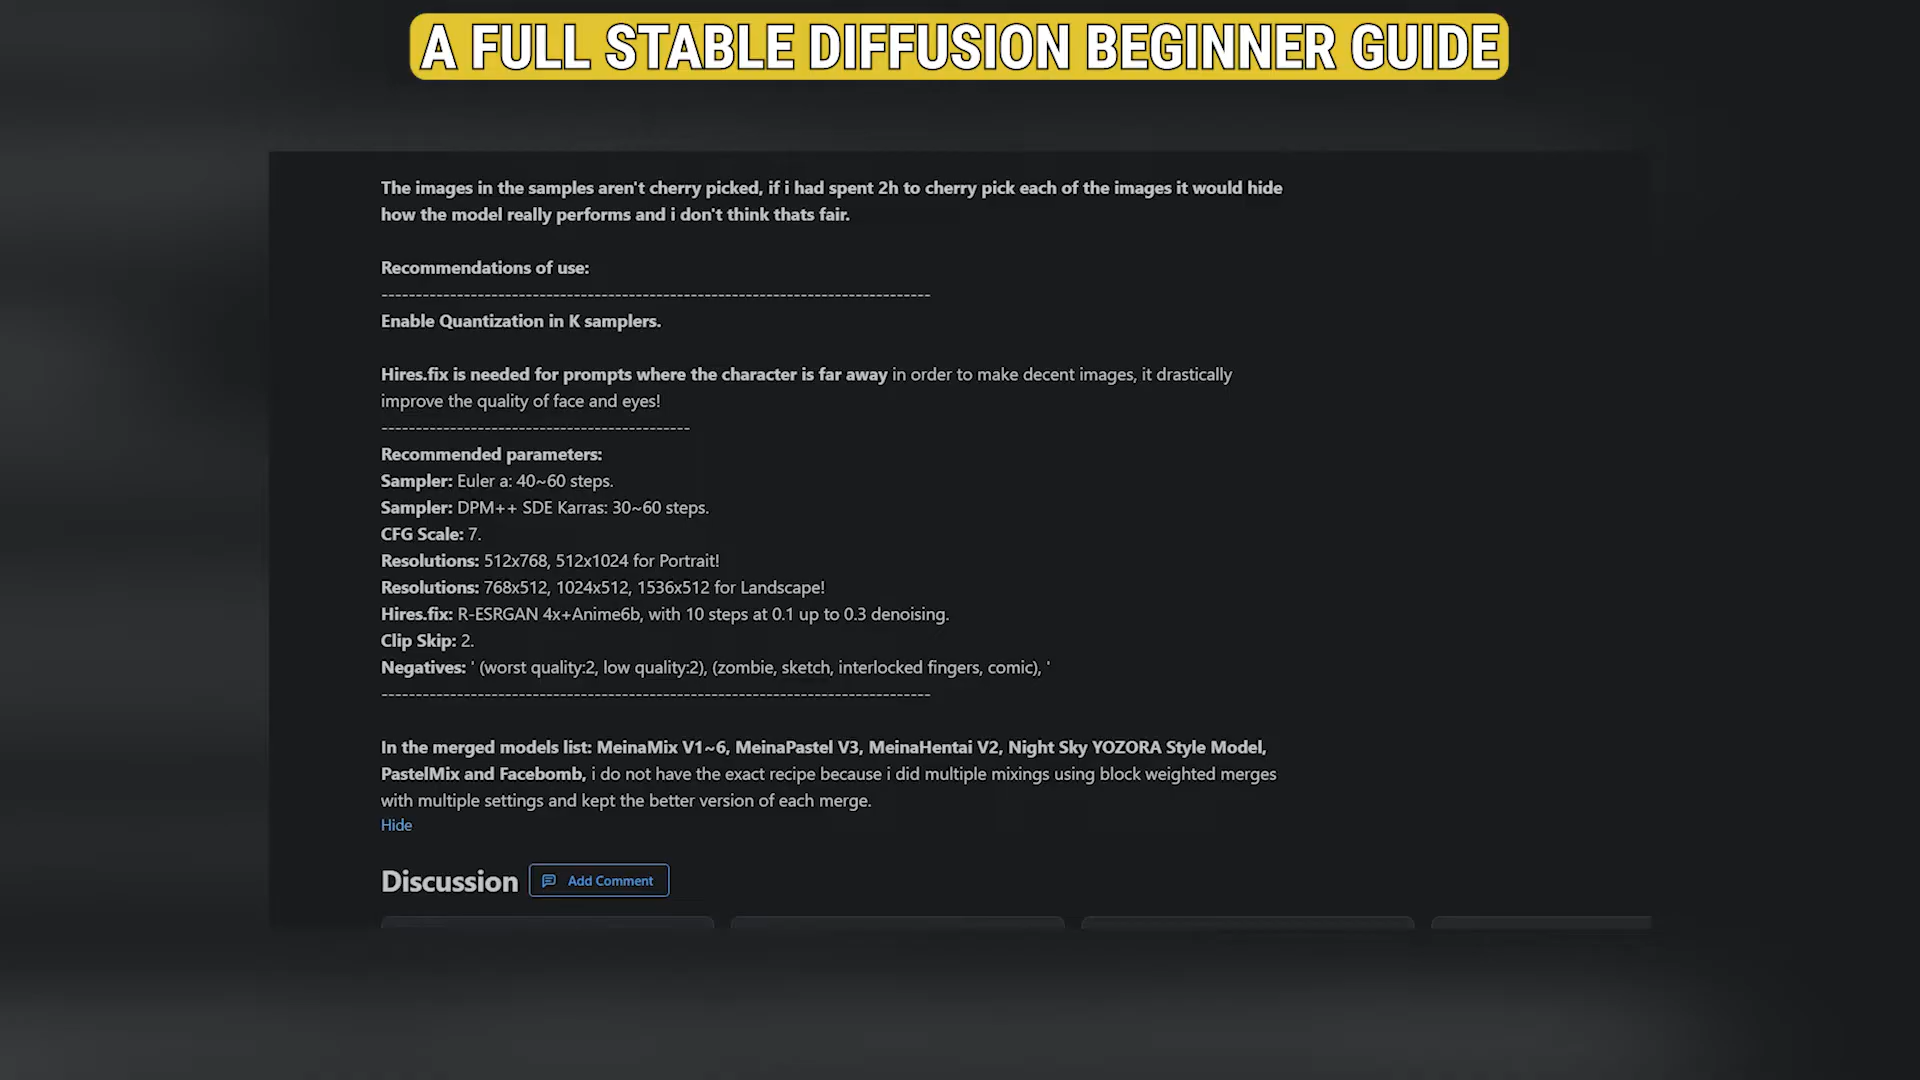 A FULL STABLE DIFFUSION BEGINNER GUIDE
The images in the samples aren't cherry picked, if i had spent 2h to cherry pick each of the images it would hide
how the model really performs and i don't think thats fair.
Recommendations of use:
--------------------------------------------------------------------------------
Enable Quantization in K samplers.
Hires.fix is needed for prompts where the character is far away in order to make decent images, it drastically
improve the quality of face and eyes!
---------------------------------------------
Recommended parameters:
Sampler: Euler a: 40~60 steps.
Sampler: DPM++ SDE Karras: 30~60 steps.
CFG Scale: 7.
Resolutions: 512x768, 512x1024 for Portrait!
Resolutions: 768x512, 1024x512, 1536x512 for Landscape!
Hires.fix: R-ESRGAN 4x+Anime6b, with 10 steps at 0.1 up to 0.3 denoising.
Clip Skip: 2.
Negatives: ' (worst quality:2, low quality:2), (zombie, sketch, interlocked fingers, comic), '
--------------------------------------------------------------------------------
In the merged models list: MeinaMix V1~6, MeinaPastel V3, MeinaHentai V2, Night Sky YOZORA Style Model,
PastelMix and Facebomb, i do not have the exact recipe because i did multiple mixings using block weighted merges
with multiple settings and kept the better version of each merge.
Hide
Discussion Add Comment